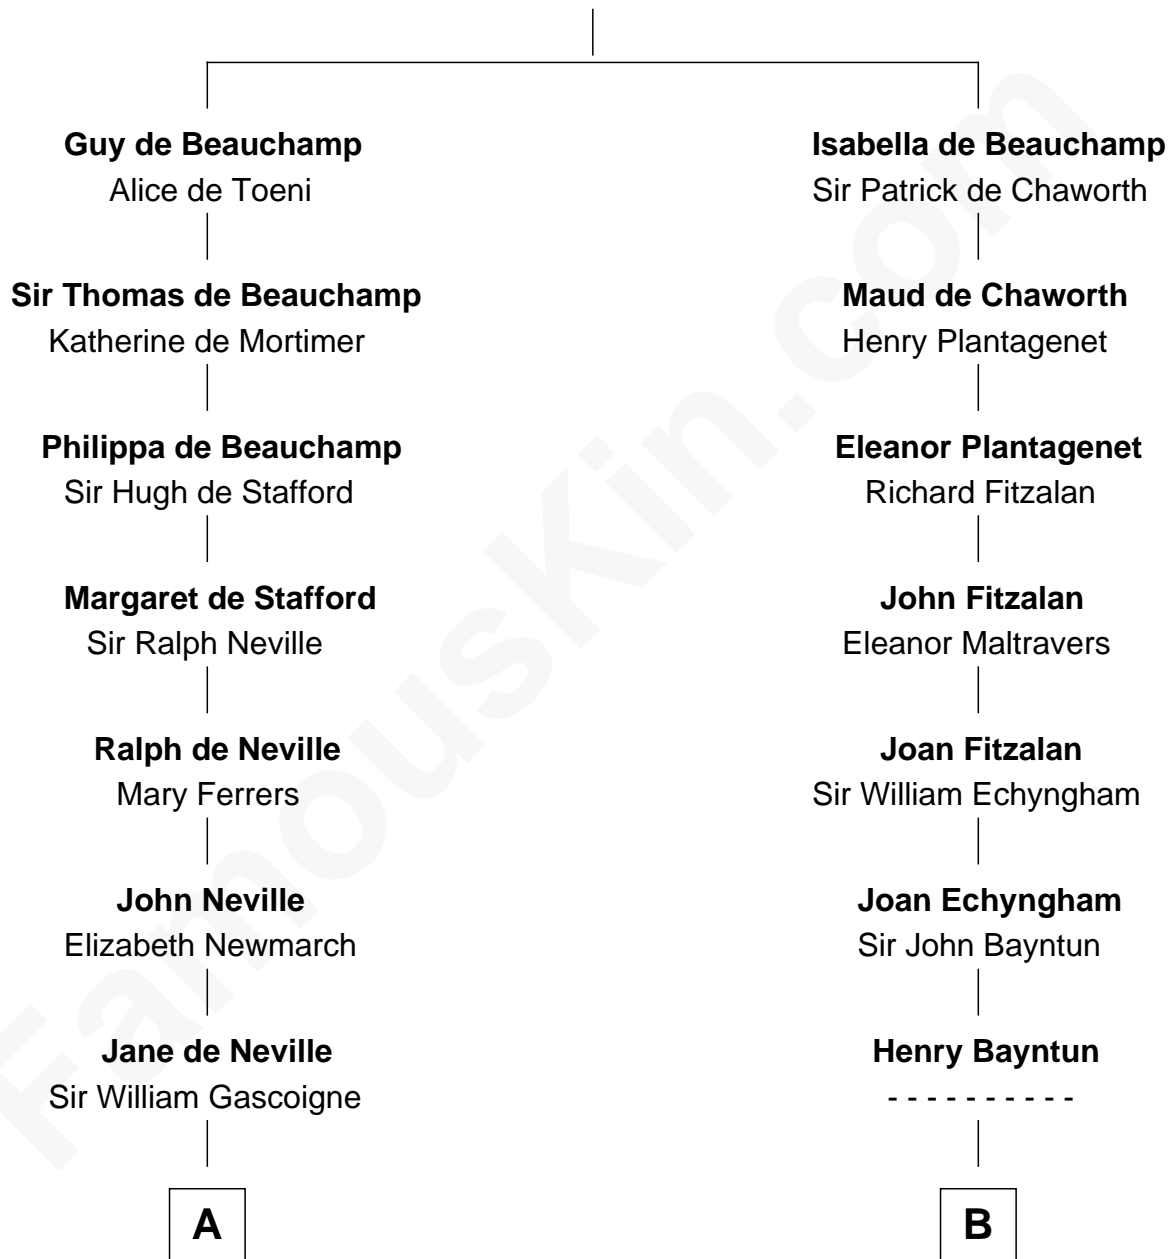 Guy de Beauchamp
Alice de Toeni
Isabella de Beauchamp
Sir Patrick de Chaworth
Sir Thomas de Beauchamp
Katherine de Mortimer
Maud de Chaworth
Henry Plantagenet
Philippa de Beauchamp
Sir Hugh de Stafford
Eleanor Plantagenet
Richard Fitzalan
Margaret de Stafford
Sir Ralph Neville
John Fitzalan
Eleanor Maltravers
Ralph de Neville
Mary Ferrers
Joan Fitzalan
Sir William Echyngham
John Neville
Elizabeth Newmarch
Joan Echyngham
Sir John Bayntun
Jane de Neville
Sir William Gascoigne
Henry Bayntun
- - - - - - - - - -
A
B
FamousKin.com